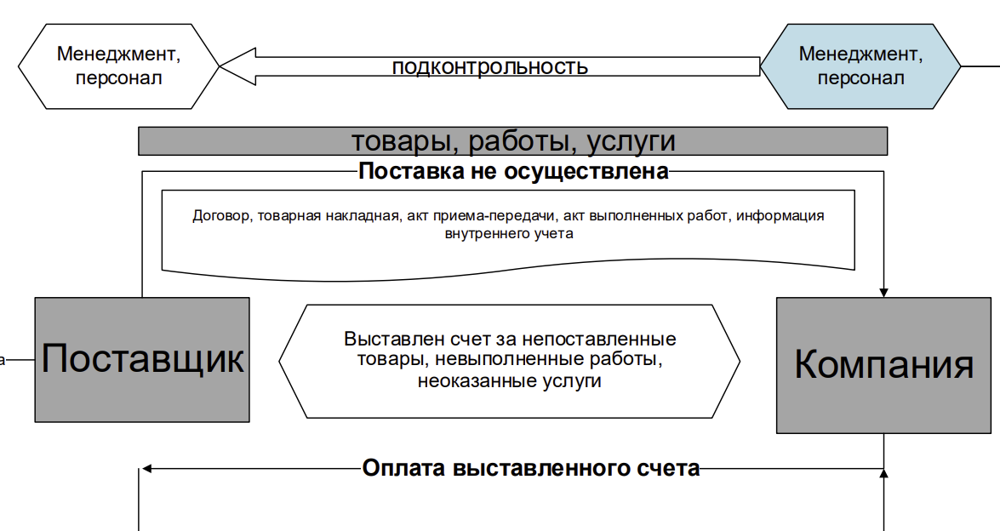 Менеджмент,
персонал
подконтрольность
Менеджмент,
персонал
товары, работы, услуги
Поставка не осуществлена
Договор, товарная накладная, акт приема-передачи, акт выполненных работ, информация
внутреннего учета
Выставлен счет за непоставленные
товары, невыполненные работы,
неоказанные услуги
а
Поставщик
Компания
Оплата выставленного счета